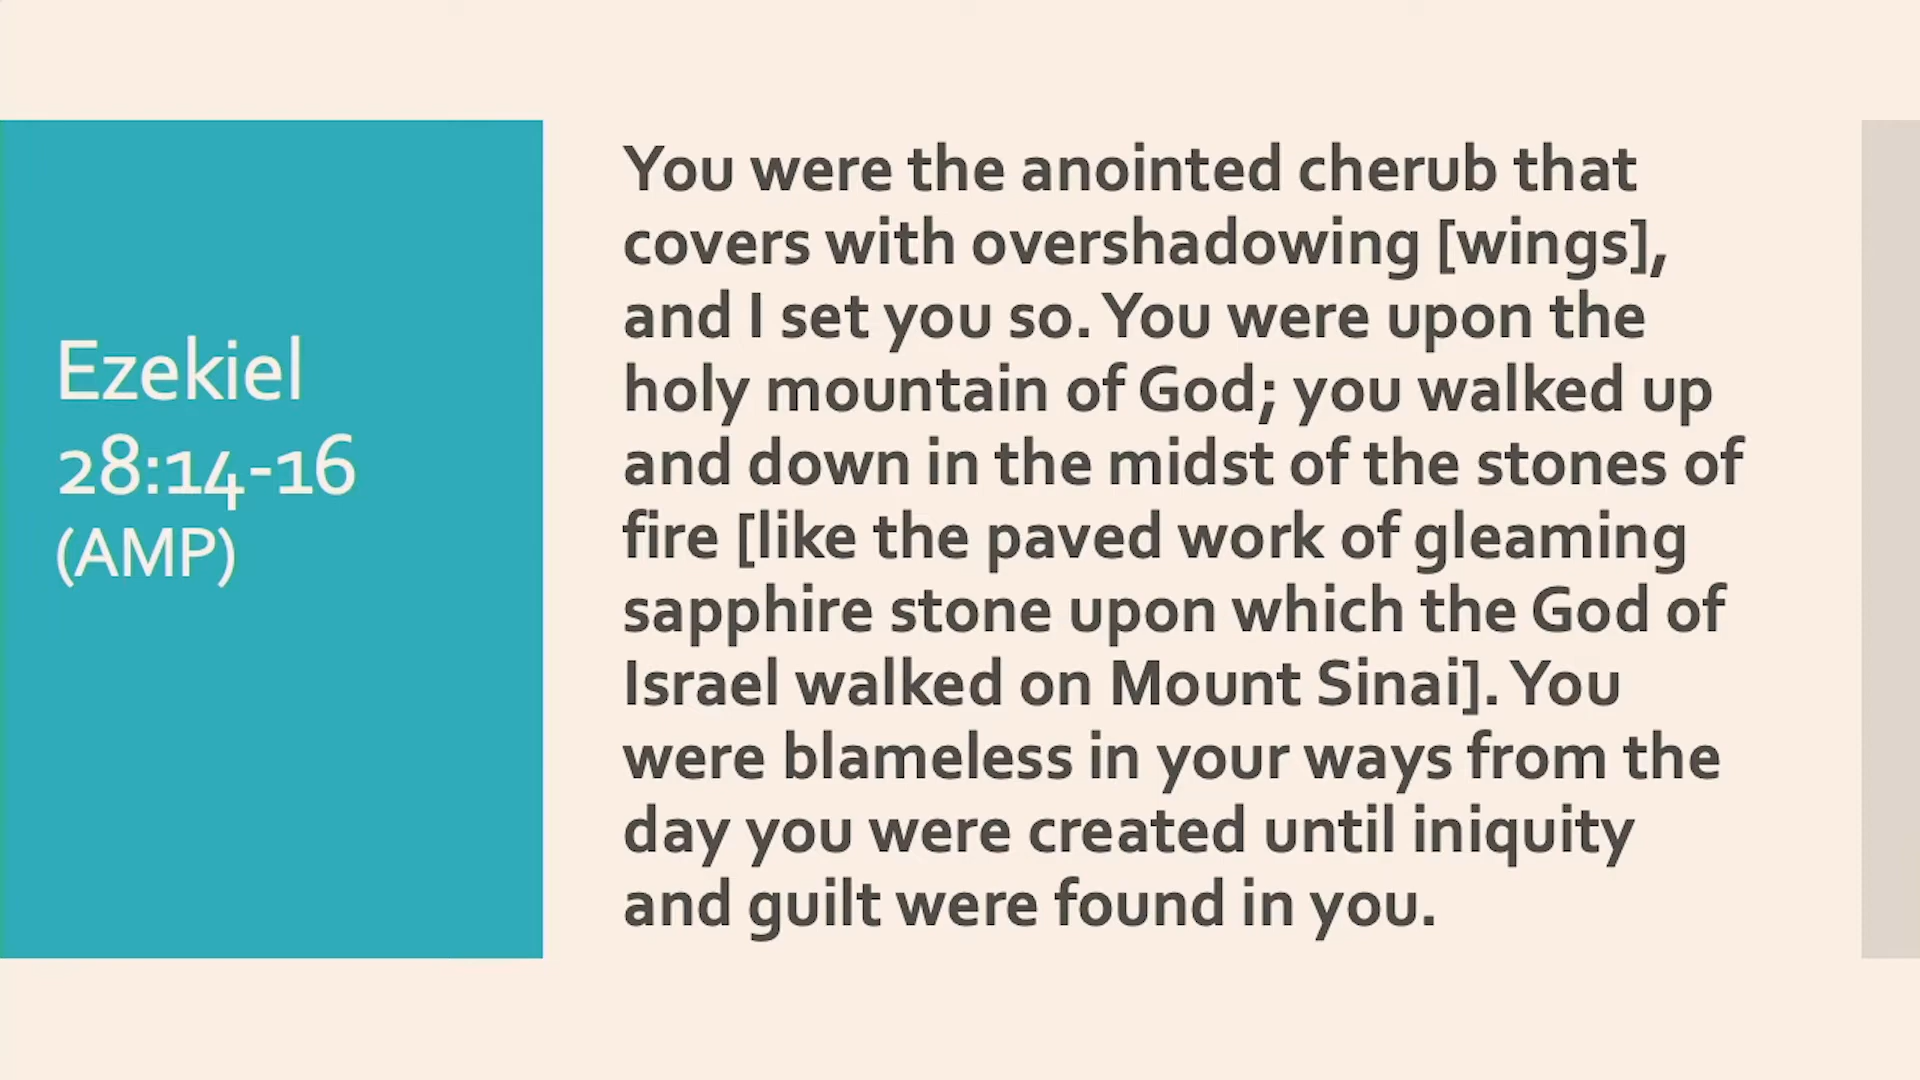 Ezekiel
28:14-16
(AMP)
You were the anointed cherub that
covers with overshadowing [wings],
and I set you so. You were upon the
holy mountain of God; you walked up
and down in the midst of the stones of
fire [like the paved work of gleaming
sapphire stone upon which the God of
Israel walked on Mount Sinai]. You
were blameless in your ways from the
day you were created until iniquity
and guilt were found in you.